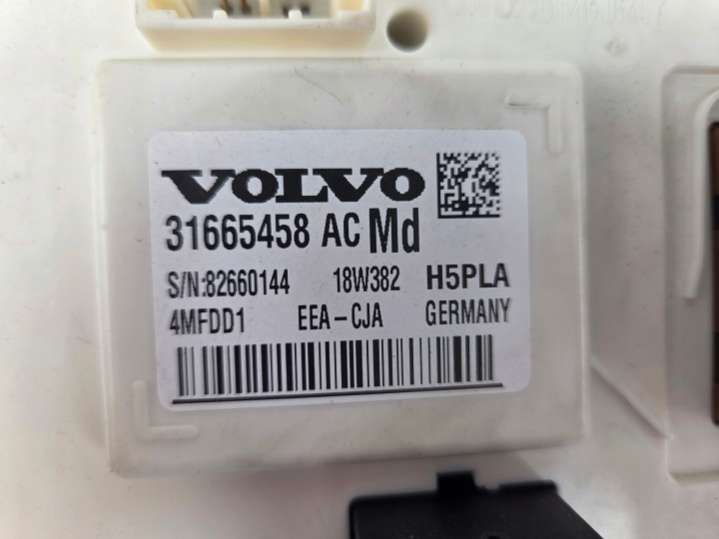 VOLVO
31665458 AC Md
S/N:82660144 18W382 H5PLA
4MFDD1 EEA-CJA GERMANY